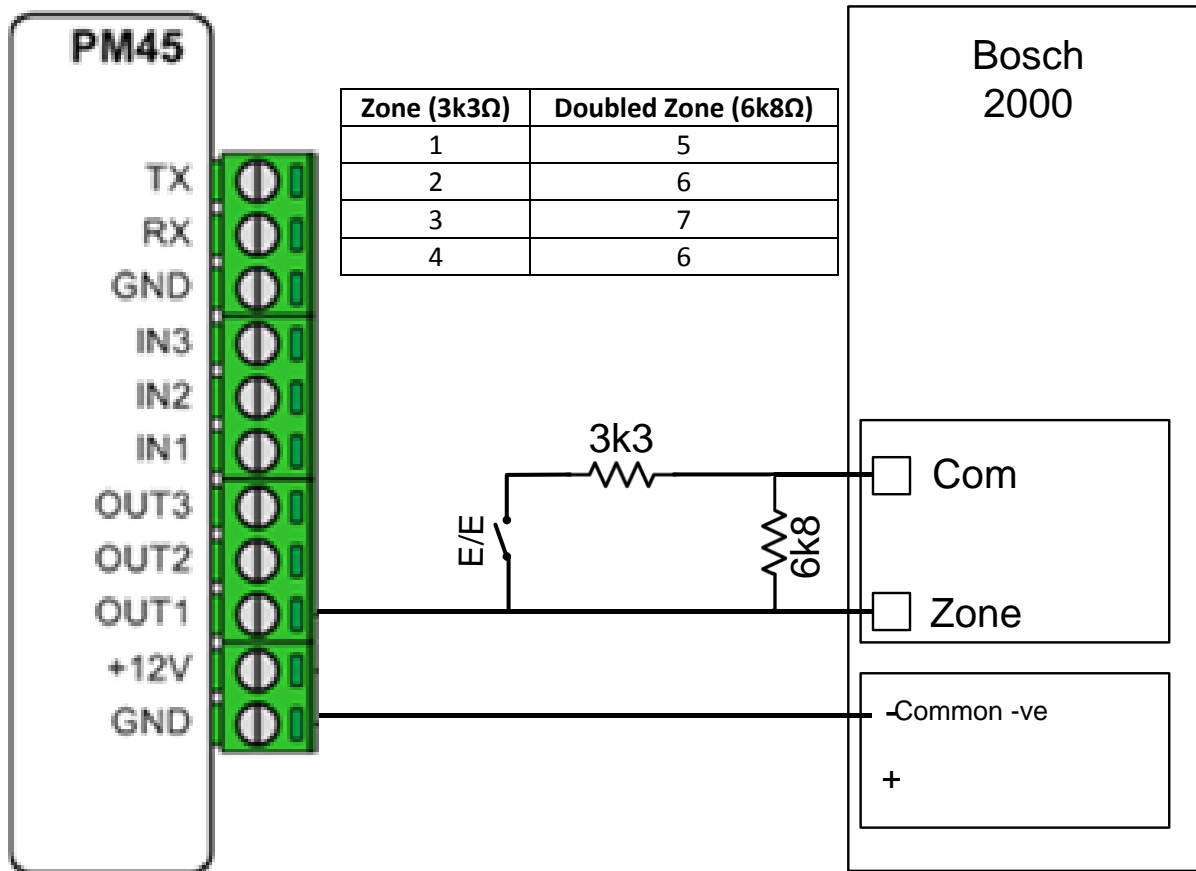 PM45
TX
RX
GND
IN3
IN2
IN1
OUT3
OUT2
OUT1
+12V
GND
Zone (3k3Ω) Doubled Zone (6k8Ω)
1 5
2 6
3 7
4 6
3k3
E/E
6k8
Bosch
2000
Com
Zone
-Common -ve
+